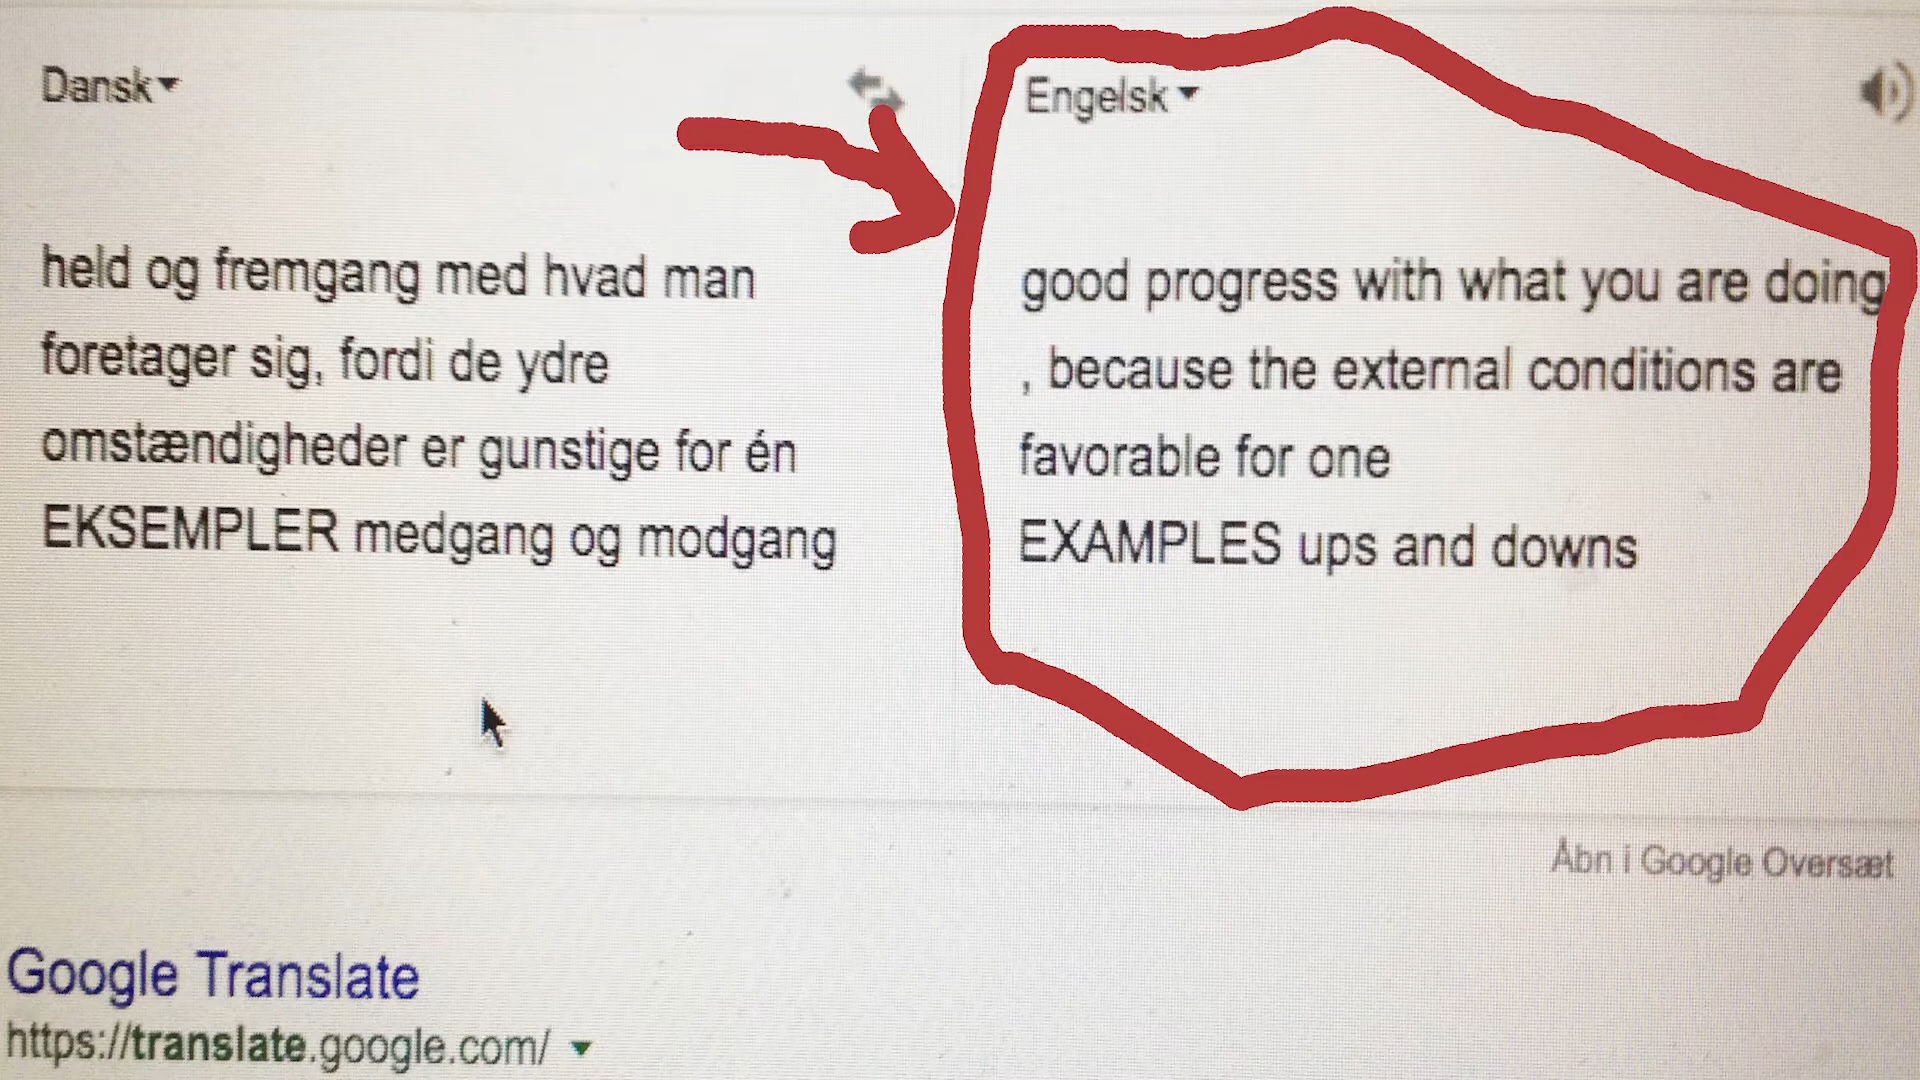 Dansk
held og fremgang med hvad man
foretager sig, fordi de ydre
omstændigheder er gunstige for én
EKSEMPLER medgang og modgang
Engelsk
good progress with what you are doing
, because the external conditions are
favorable for one
EXAMPLES ups and downs
Åbn i Google Oversæt
Google Translate
https://translate.google.com/